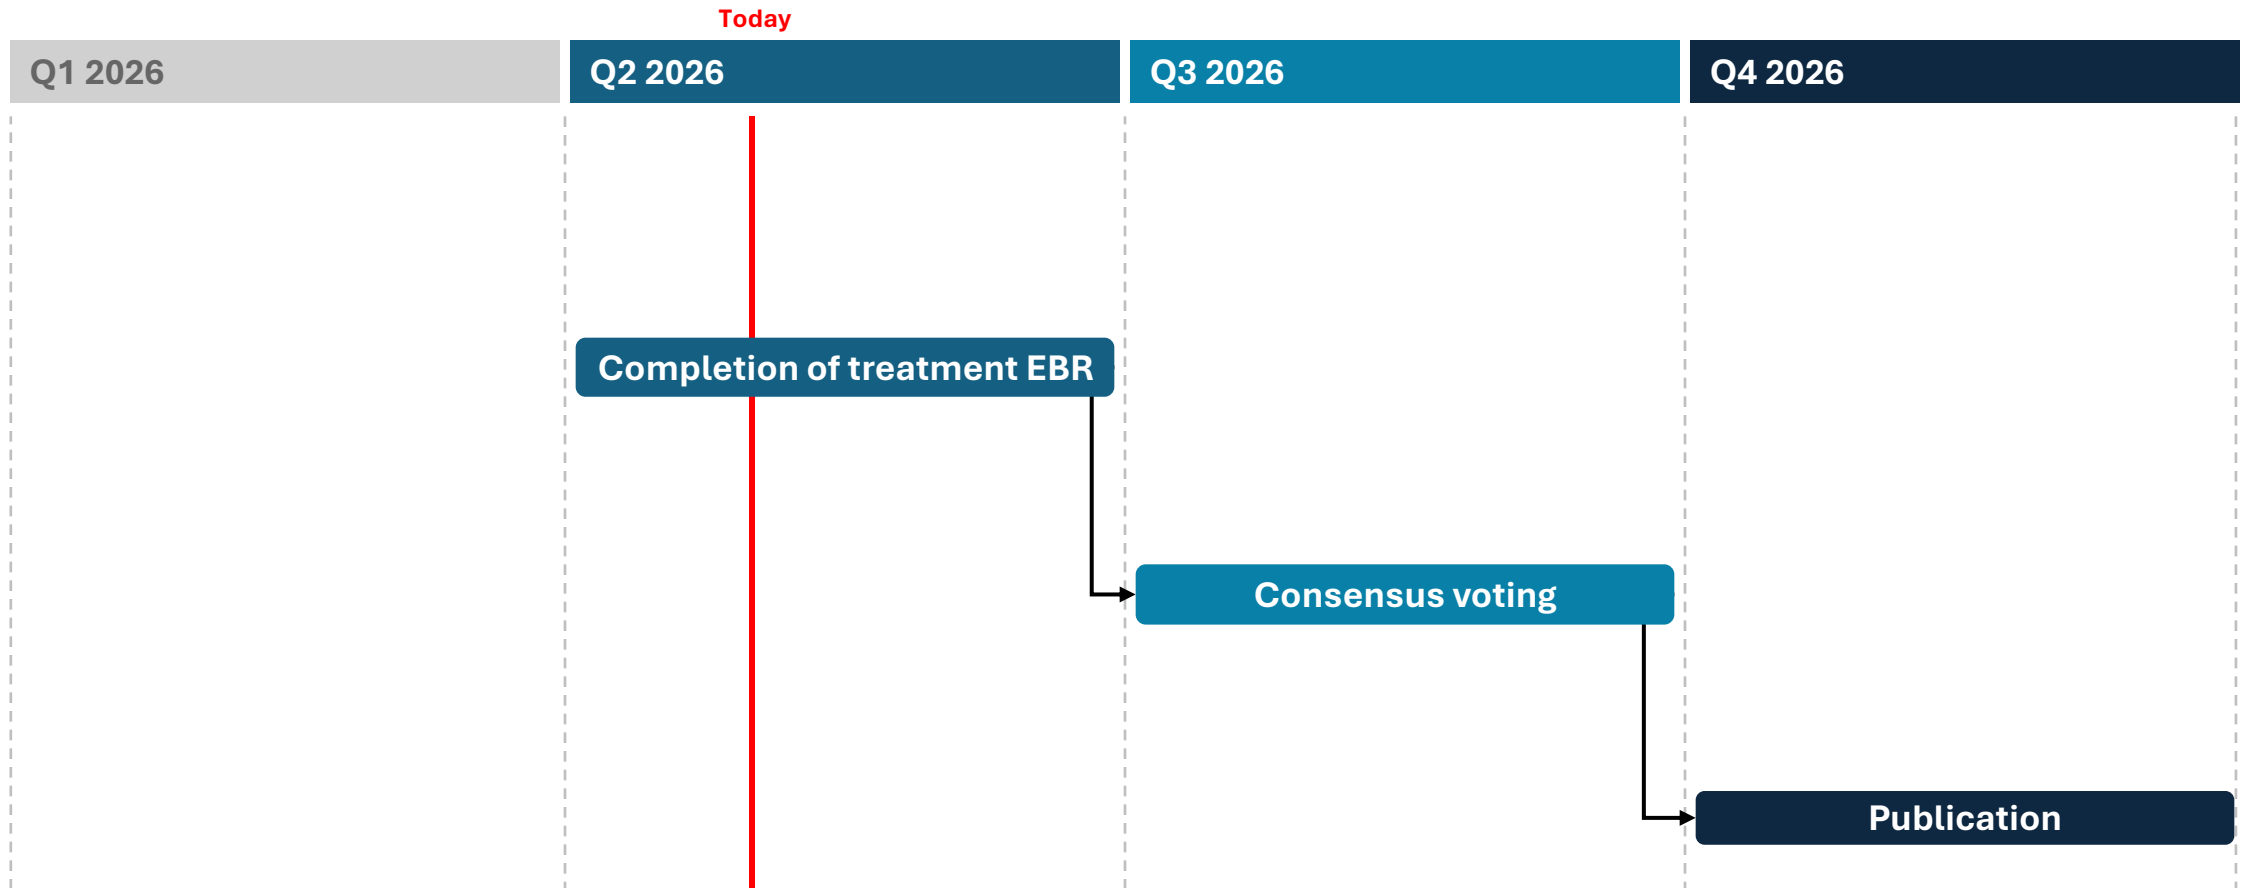 Today
Q1 2026
Q2 2026
Q3 2026
Q4 2026
Completion of treatment EBR
Consensus voting
Publication